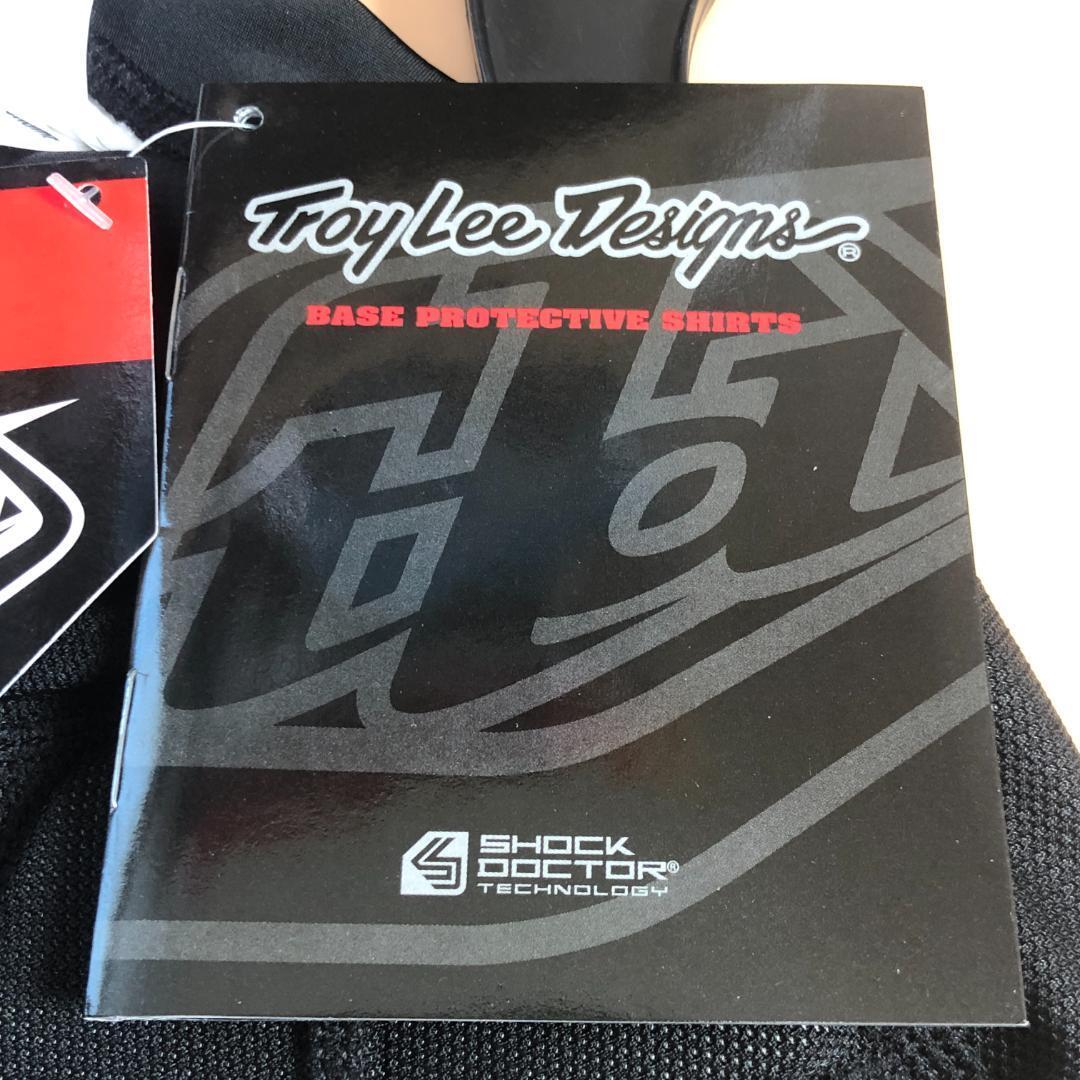 Troy Lee Designs®
BASE PROTECTIVE SHIRTS
SHOCK
DOCTOR®
TECHNOLOGY